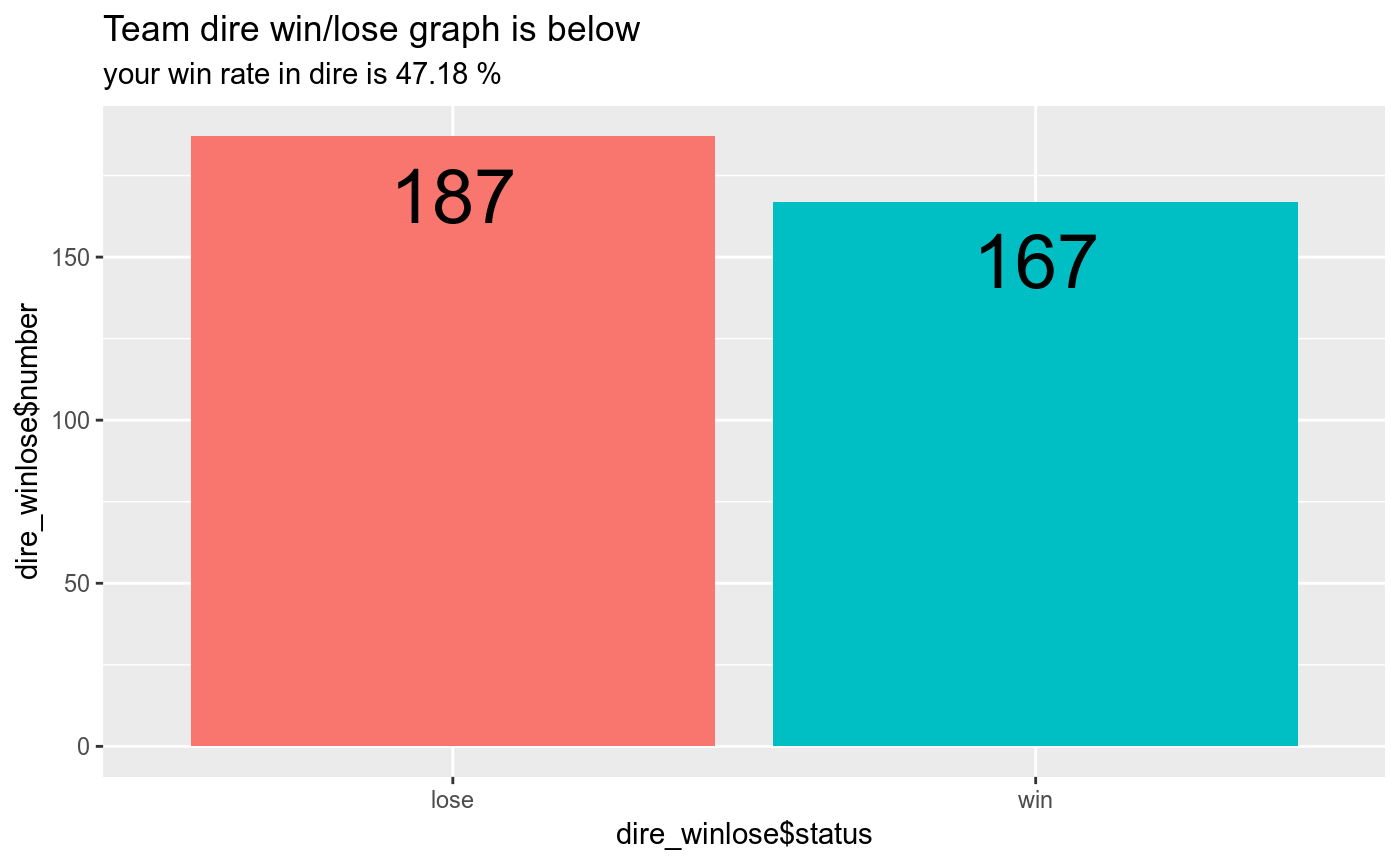 Team dire win/lose graph is below
your win rate in dire is 47.18 %
187
167
150
100
50
0
dire_winlose$number
lose
win
dire_winlose$status